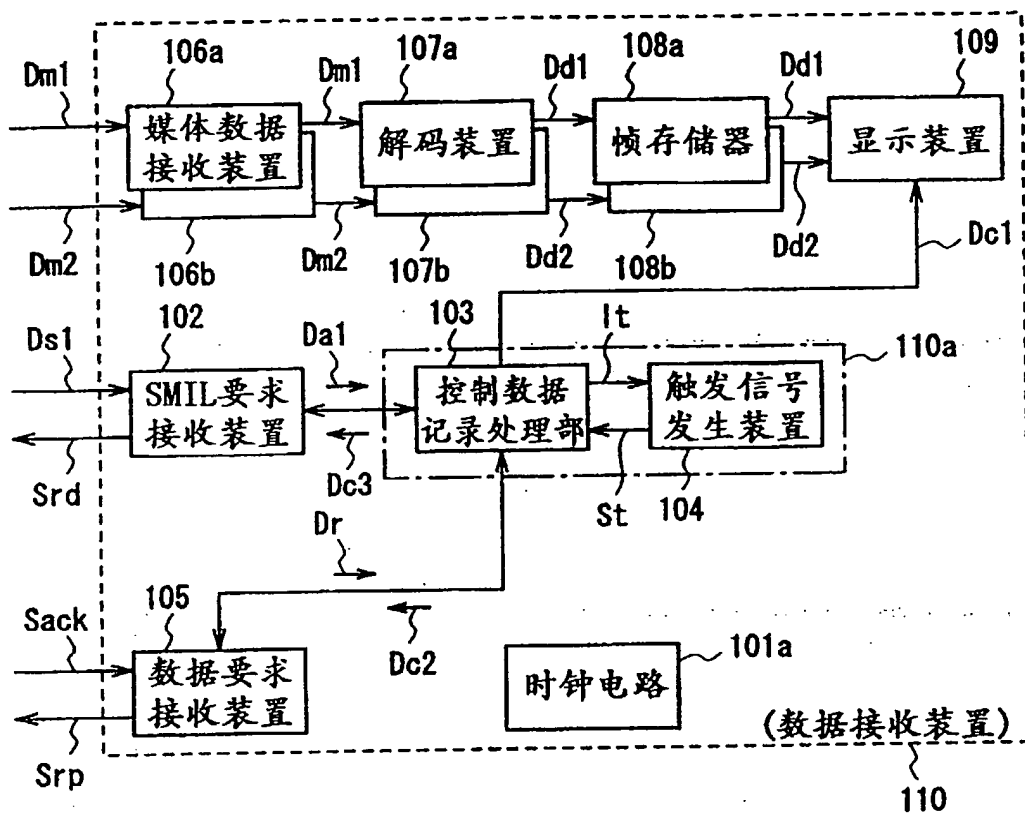 106a
107a
108a
109
Dm1
Dm1
Dd1
Dd1
媒体数据
接收装置
解码装置
帧存储器
显示装置
Dm2
106b
Dm2
107b
Dd2
108b
Dd2
Dc1
Ds1
102
Da1
103
It
110a
SMIL要求
接收装置
控制数据
记录处理部
触发信号
发生装置
Srd
Dc3
St
104
Dr
Sack
105
Dc2
数据要求
接收装置
时钟电路
101a
Srp
(数据接收装置)
110